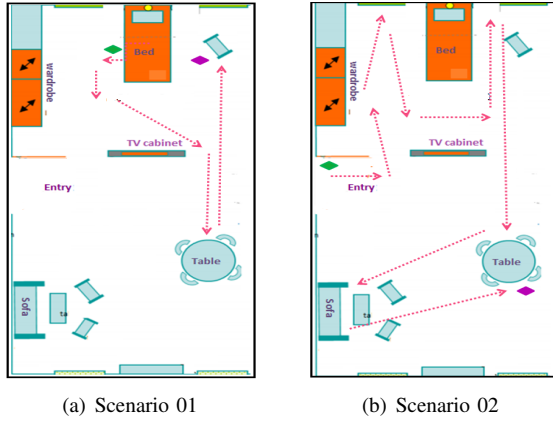 Bed
wardrobe
TV cabinet
Entry
Table
Sofa
ta
(a) Scenario 01
Bed
wardrobe
TV cabinet
Entry
Table
Sofa
ta
(b) Scenario 02